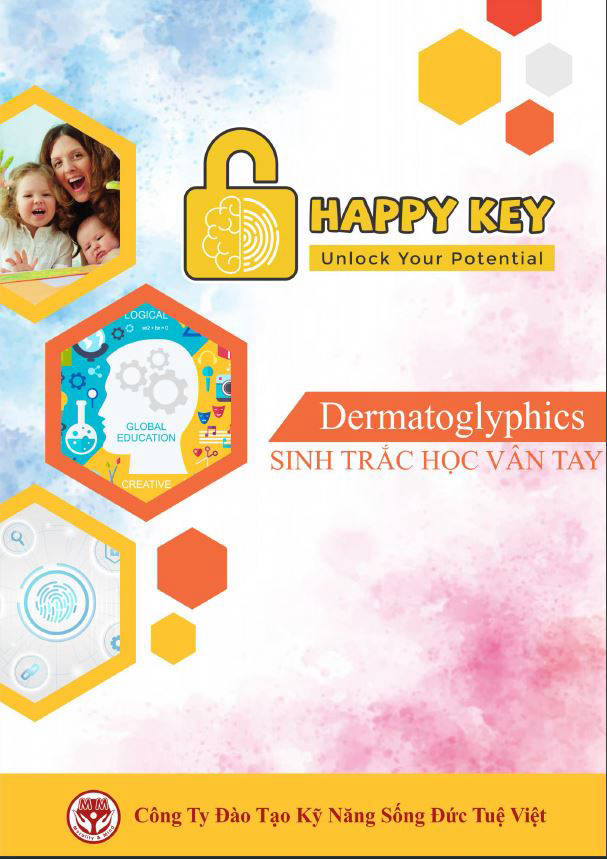 HAPPY KEY
Unlock Your Potential
LOGICAL
GLOBAL
EDUCATION
CREATIVE
Dermatoglyphics
SINH TRẮC HỌC VÂN TAY
Công Ty Đào Tạo Kỹ Năng Sống Đức Tuệ Việt